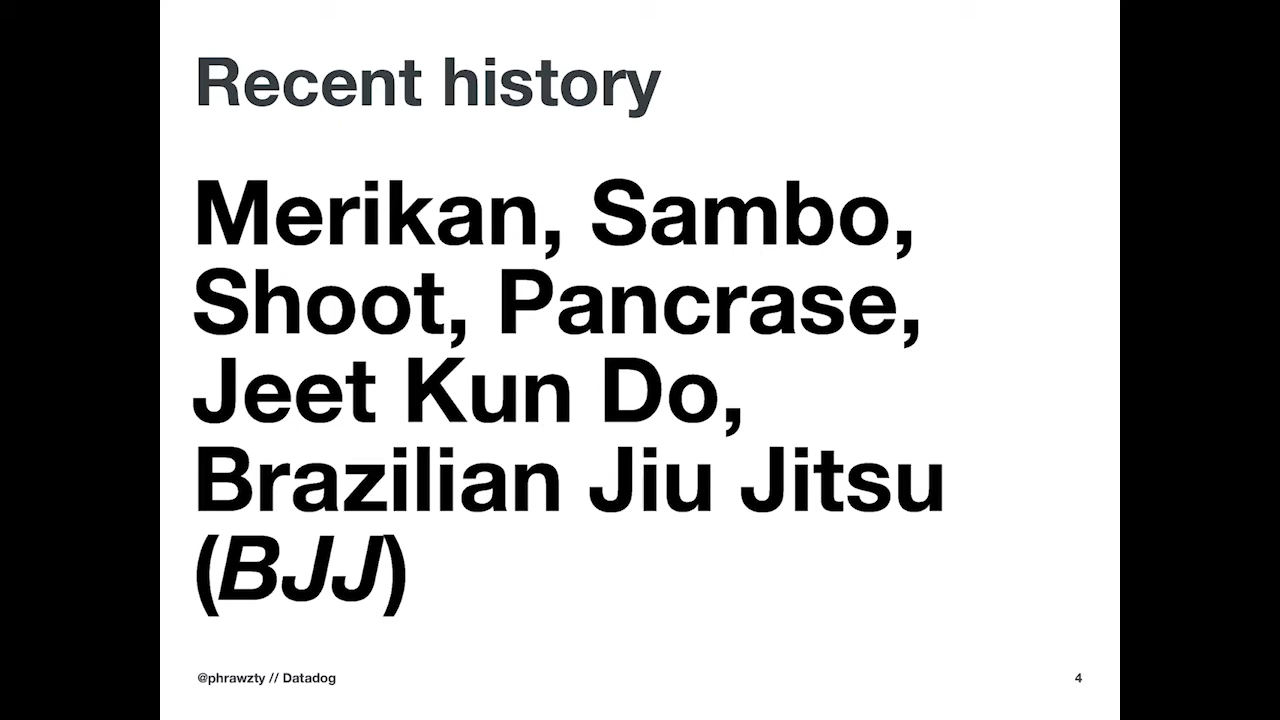 Recent history
Merikan, Sambo,
Shoot, Pancrase,
Jeet Kun Do,
Brazilian Jiu Jitsu
(BJJ)
@phrawzty // Datadog
4